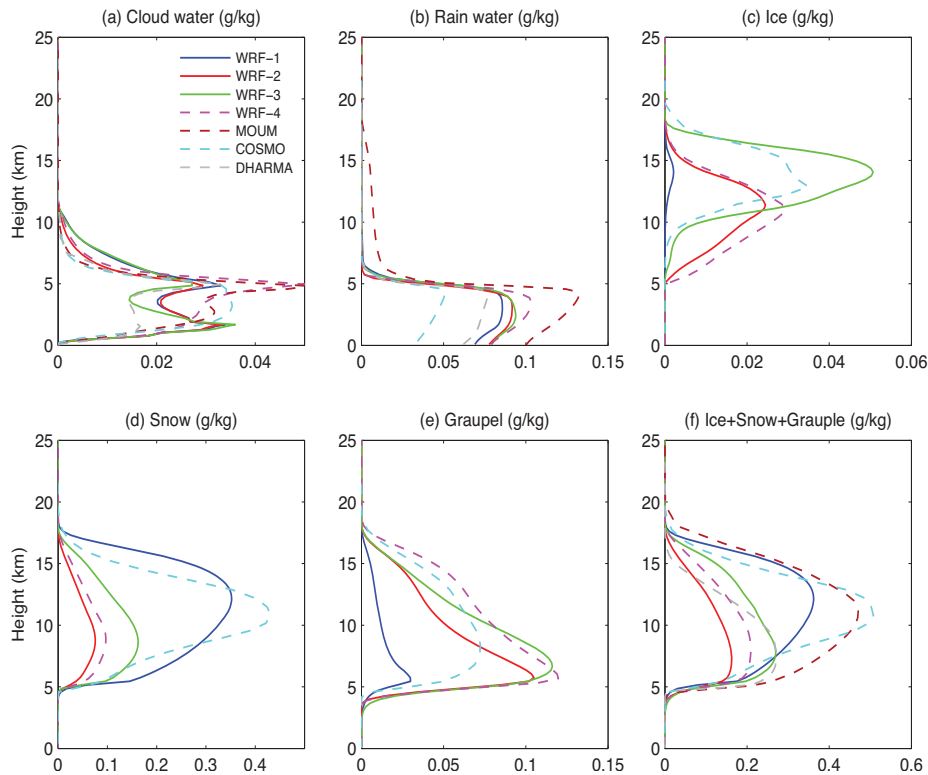 (a) Cloud water (g/kg)
(b) Rain water (g/kg)
(c) Ice (g/kg)
25
20
15
10
5
0
Height (km)
WRF-1
WRF-2
WRF-3
WRF-4
MOUM
COSMO
DHARMA
0 0.02 0.04
25
20
15
10
5
0
0 0.05 0.1 0.15
25
20
15
10
5
0
0 0.02 0.04 0.06
(d) Snow (g/kg)
(e) Graupel (g/kg)
(f) Ice+Snow+Grauple (g/kg)
25
20
15
10
5
0
Height (km)
0 0.1 0.2 0.3 0.4
25
20
15
10
5
0
0 0.05 0.1 0.15
25
20
15
10
5
0
0 0.2 0.4 0.6